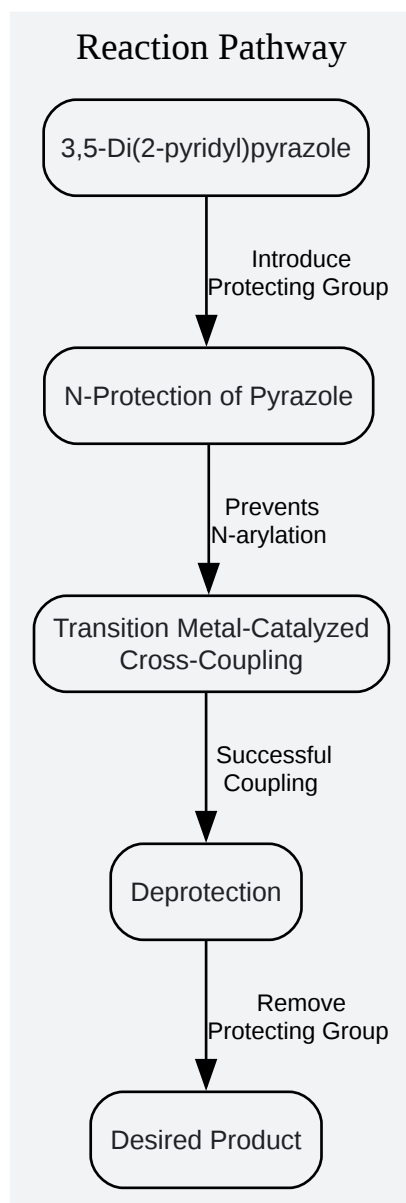 Reaction Pathway
3,5-Di(2-pyridyl)pyrazole
Introduce
Protecting Group
N-Protection of Pyrazole
Prevents
N-arylation
Transition Metal-Catalyzed
Cross-Coupling
Successful
Coupling
Deprotection
Remove
Protecting Group
Desired Product